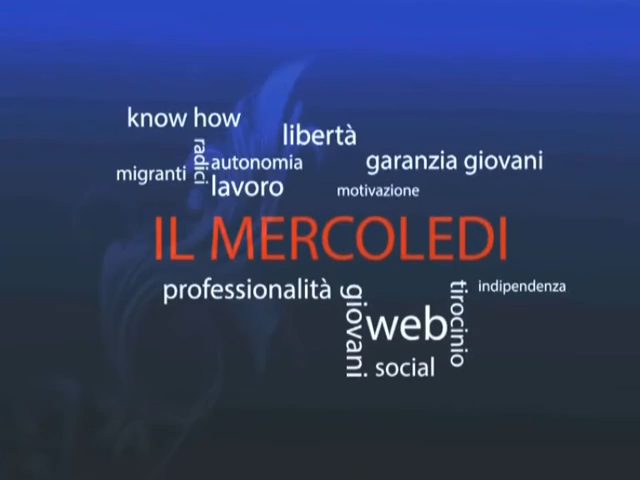 know how
libertà
radici
autonomia
garanzia giovani
migranti
lavoro
motivazione
IL MERCOLEDI
professionalità
giovani
tirocinio
indipendenza
web
social